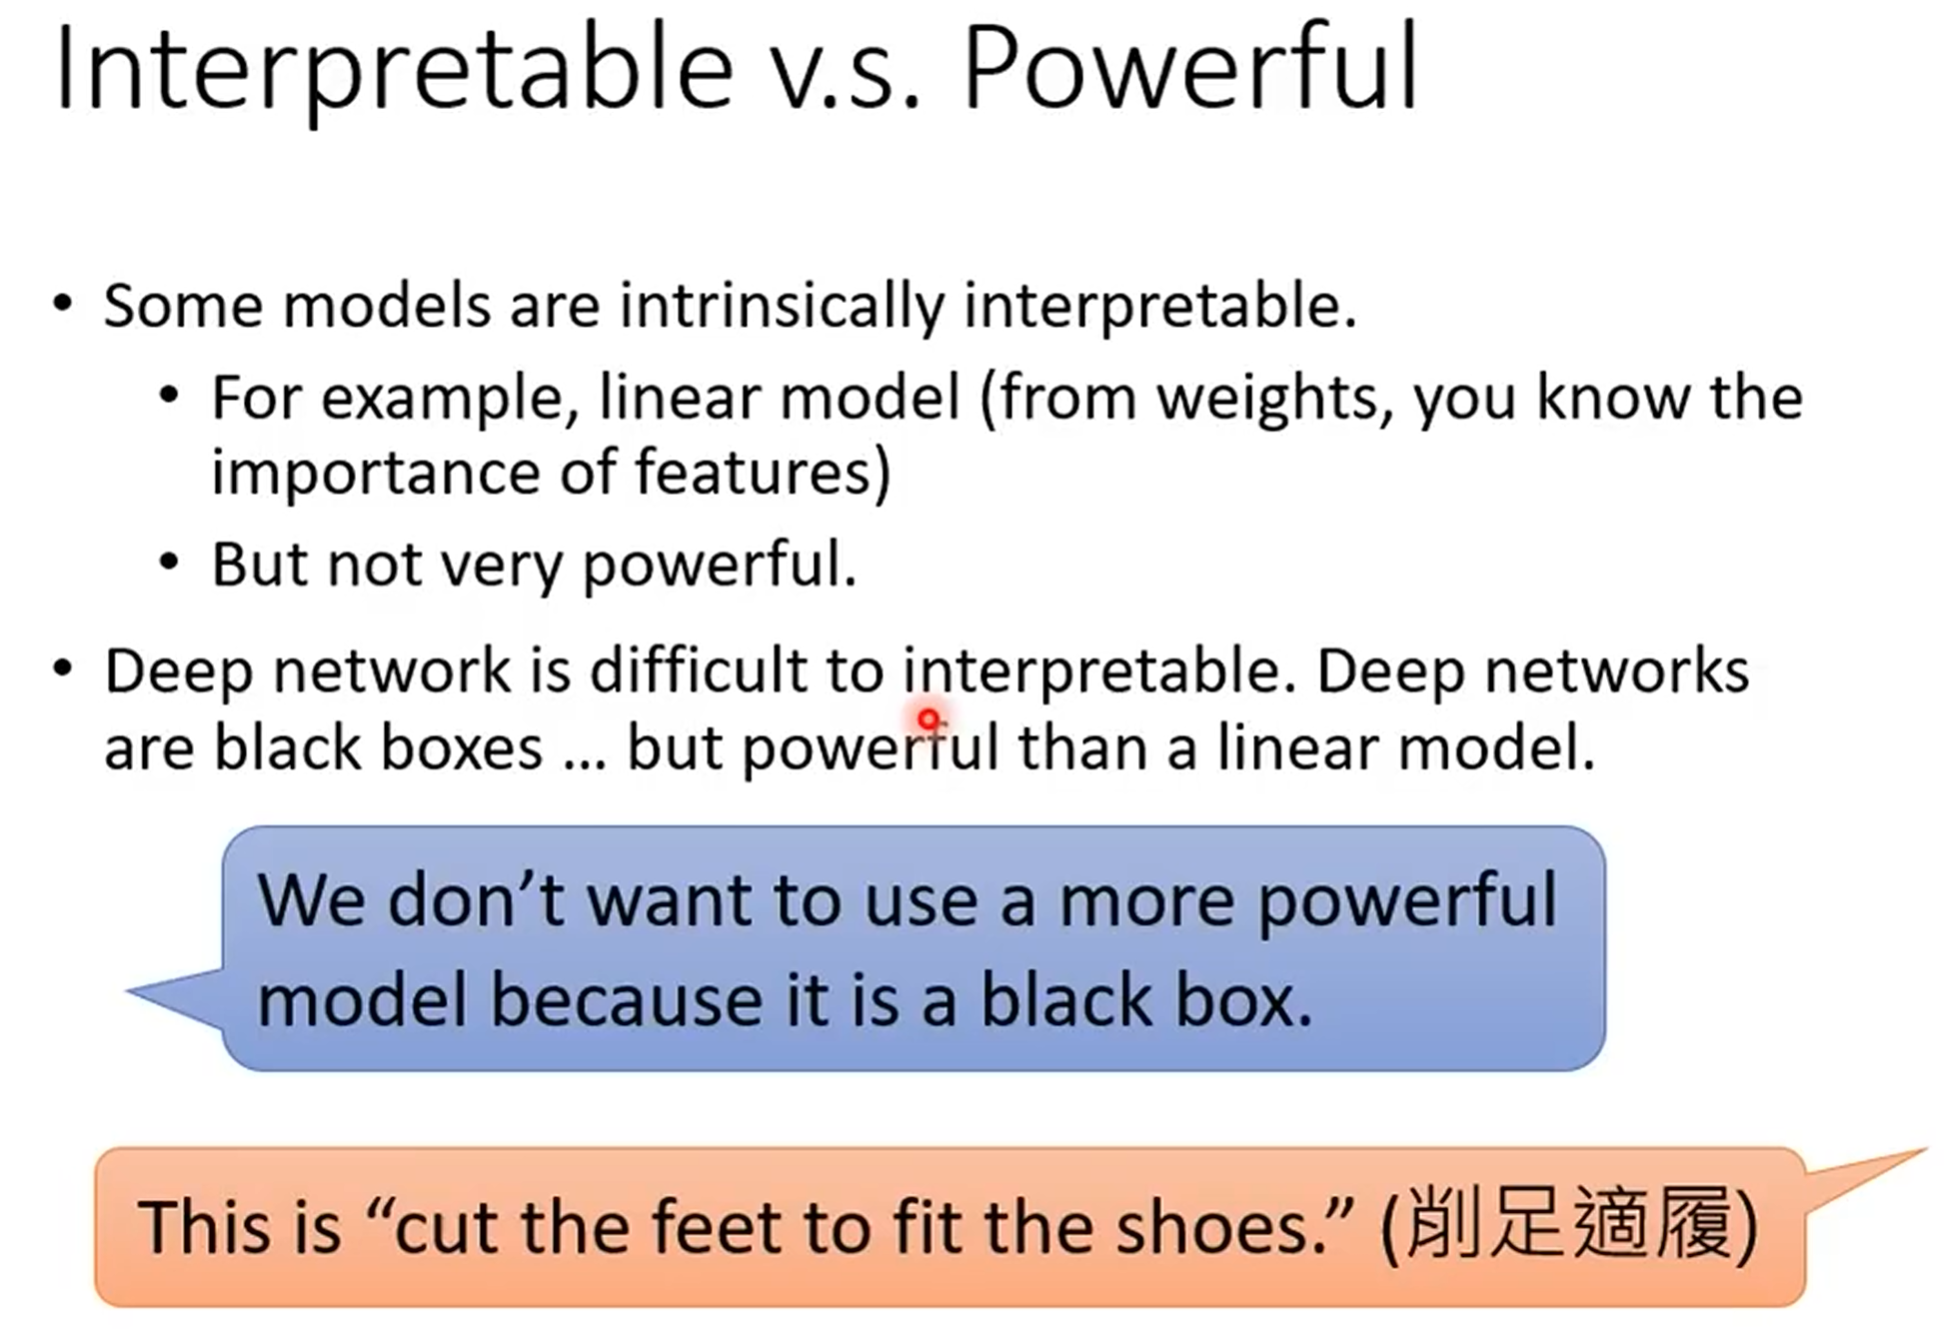 Interpretable v.s. Powerful
• Some models are intrinsically interpretable.
• For example, linear model (from weights, you know the
importance of features)
• But not very powerful.
• Deep network is difficult to interpretable. Deep networks
are black boxes … but powerful than a linear model.
We don’t want to use a more powerful
model because it is a black box.
This is “cut the feet to fit the shoes.” (削足適履)